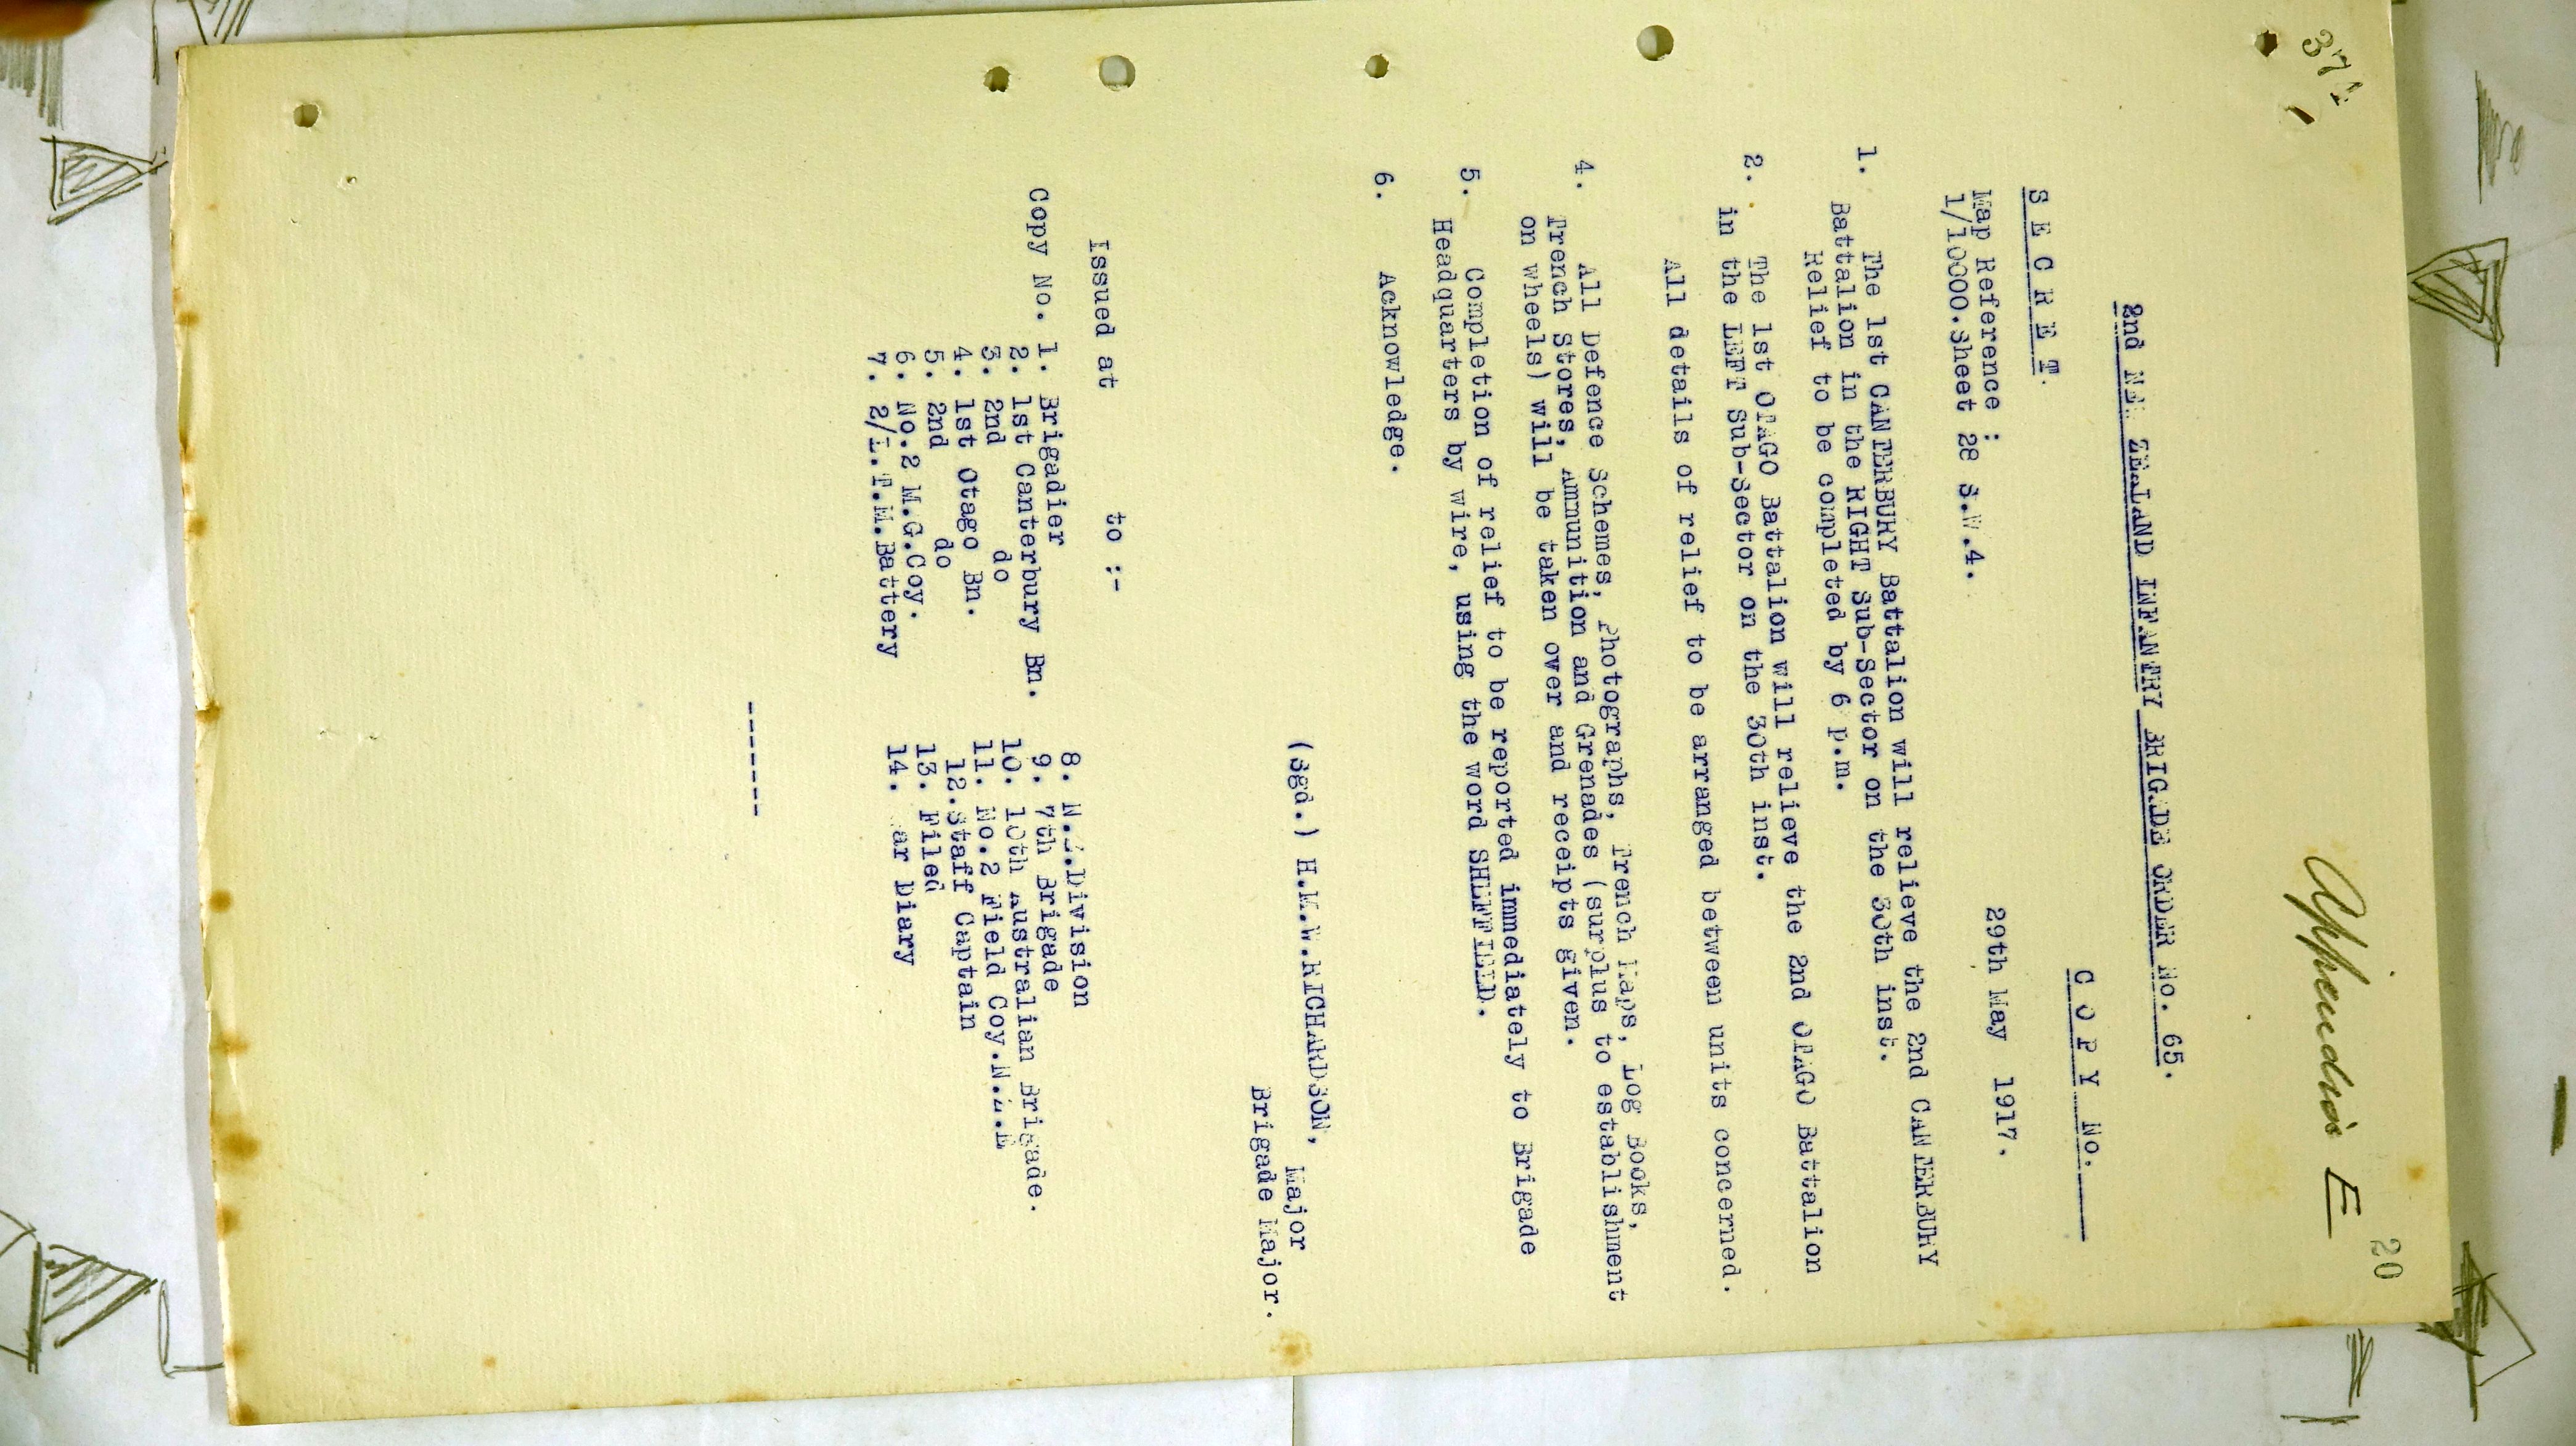 Appendix E
20
371
2nd NEW ZEALAND INFANTRY BRIGADE ORDER No. 65.
C O P Y No.
S E C R E T.
Map Reference :
1/10000.Sheet 28 S.W.4.
29th May 1917.
1. The 1st CANTERBURY Battalion will relieve the 2nd CANTERBURY
Battalion in the RIGHT Sub-Sector on the 30th inst.
Relief to be completed by 6 p.m.
2. The 1st OTAGO Battalion will relieve the 2nd OTAGO Battalion
in the LEFT Sub-Sector on the 30th inst.
All details of relief to be arranged between units concerned.
4. All Defence Schemes, Photographs, Trench Maps, Log Books,
Trench Stores, Ammunition and Grenades (surplus to establishment
on wheels) will be taken over and receipts given.
5. Completion of relief to be reported immediately to Brigade
Headquarters by wire, using the word SHEFFIELD.
6. Acknowledge.
(Sgd.) H.M.W.RICHARDSON,
Major
Brigade Major.
Issued at to :-
Copy No. 1. Brigadier
2. 1st Canterbury Bn.
3. 2nd do
4. 1st Otago Bn.
5. 2nd do
6. No.2 M.G.Coy.
7. 2/L.T.M.Battery
8. N.Z.Division
9. 7th Brigade
10. 10th Australian Brigade.
11. No.2 Field Coy.N.Z.E
12.Staff Captain
13. Filed
14. War Diary
-------